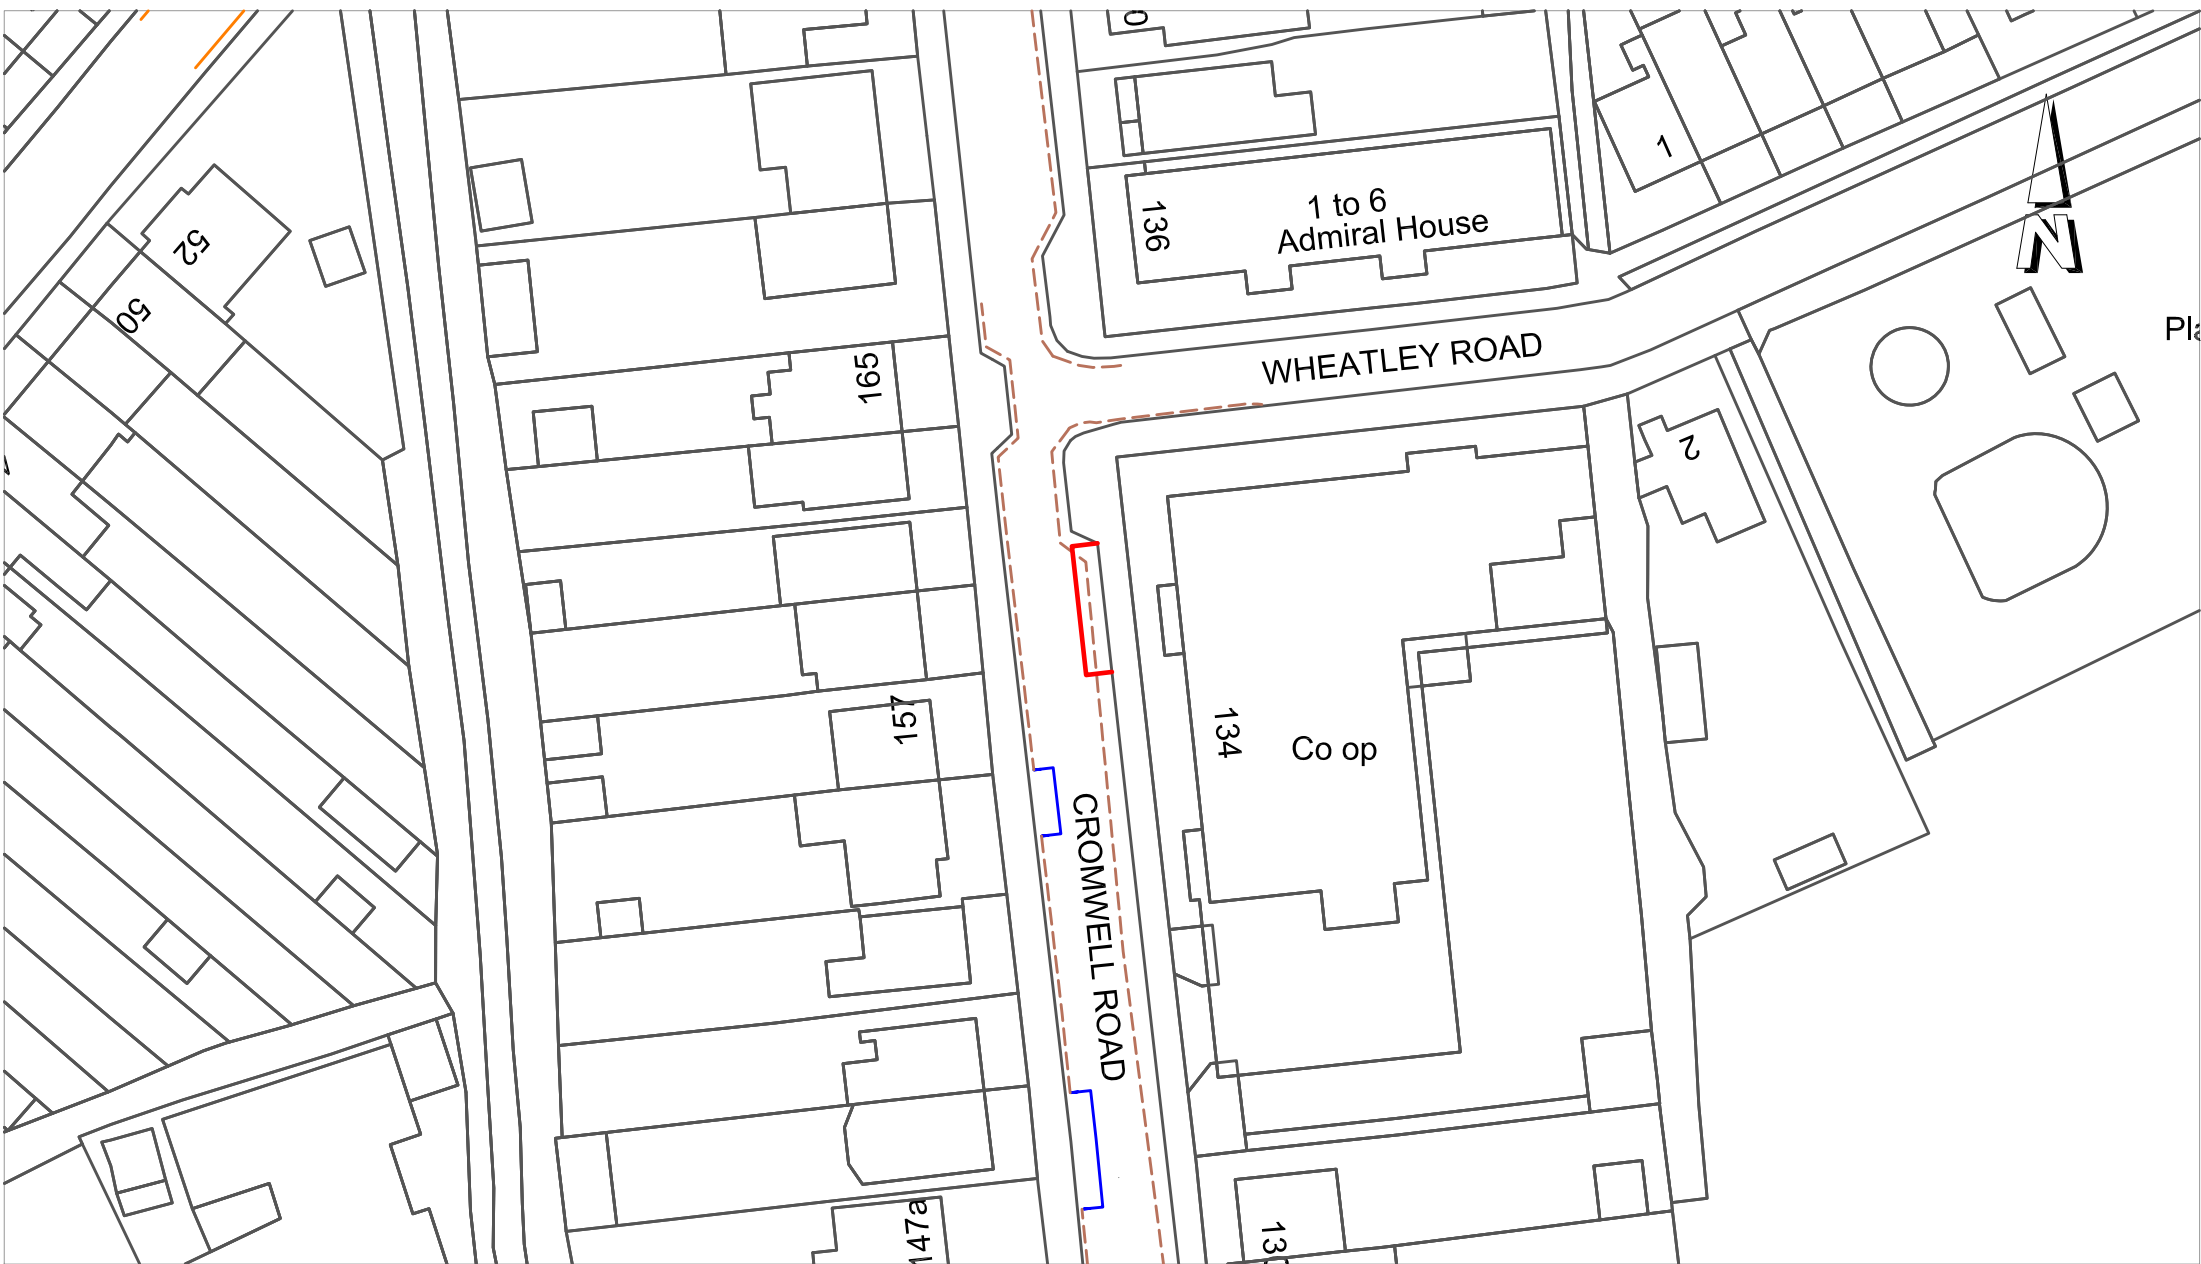 1
1 to 6
Admiral House
136
52
50
N
WHEATLEY ROAD
165
2
157
134
Co op
CROMWELL ROAD
147a